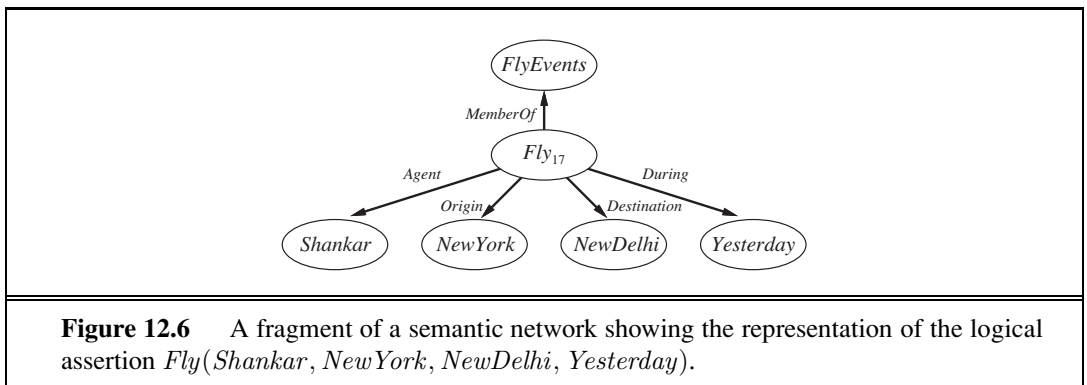 FlyEvents
MemberOf
Fly17
Agent
During
Origin
Destination
Shankar
NewYork
NewDelhi
Yesterday
Figure 12.6 A fragment of a semantic network showing the representation of the logical
assertion Fly(Shankar, NewYork, NewDelhi, Yesterday).